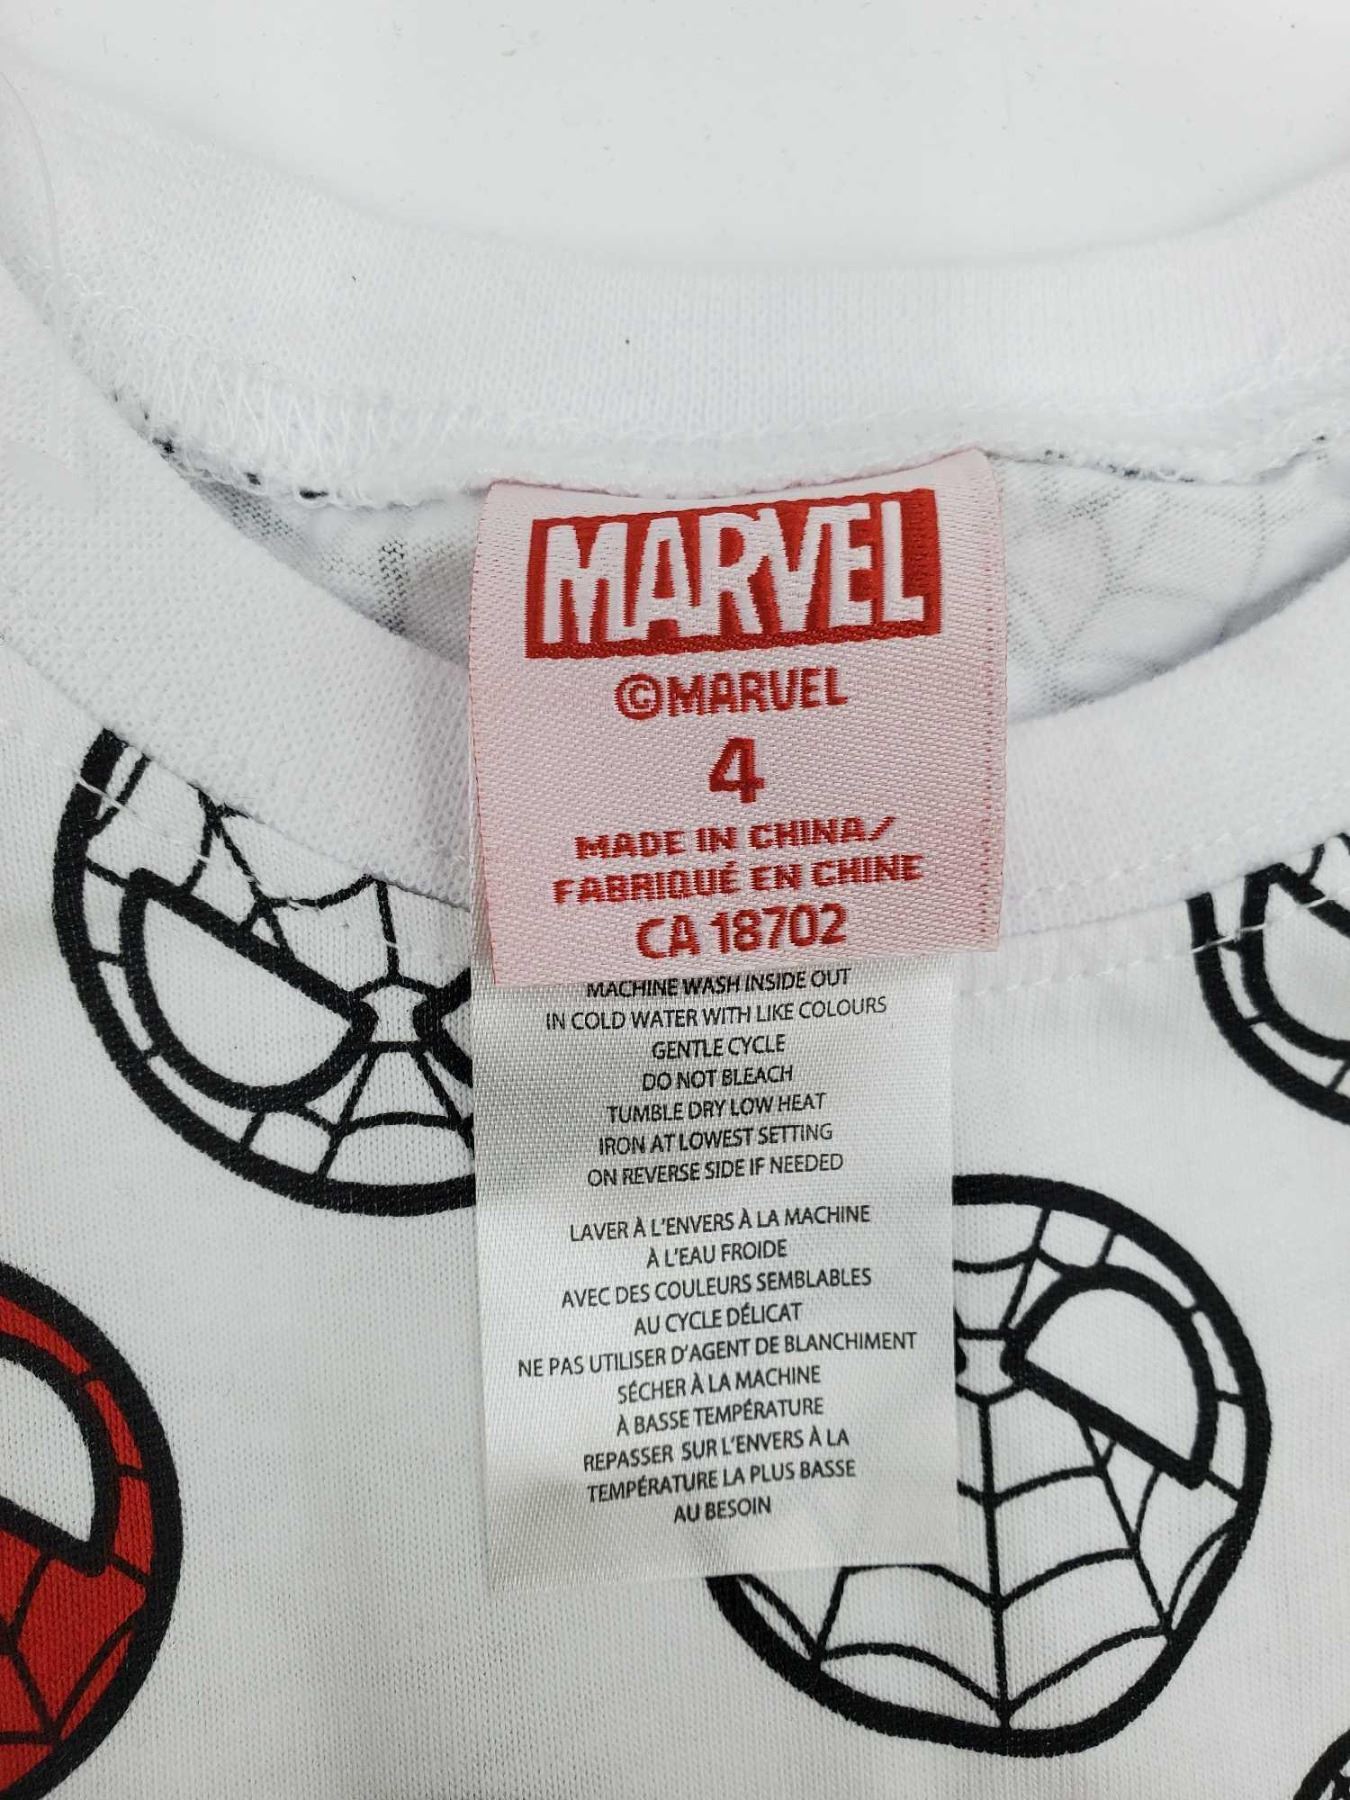 MARVEL
©MARVEL
4
MADE IN CHINA/
FABRIQUÉ EN CHINE
CA 18702
MACHINE WASH INSIDE OUT
IN COLD WATER WITH LIKE COLOURS
GENTLE CYCLE
DO NOT BLEACH
TUMBLE DRY LOW HEAT
IRON AT LOWEST SETTING
ON REVERSE SIDE IF NEEDED
LAVER À L'ENVERS À LA MACHINE
À L'EAU FROIDE
AVEC DES COULEURS SEMBLABLES
AU CYCLE DÉLICAT
NE PAS UTILISER D'AGENT DE BLANCHIMENT
SÉCHER À LA MACHINE
À BASSE TEMPÉRATURE
REPASSER SUR L'ENVERS À LA
TEMPÉRATURE LA PLUS BASSE
AU BESOIN